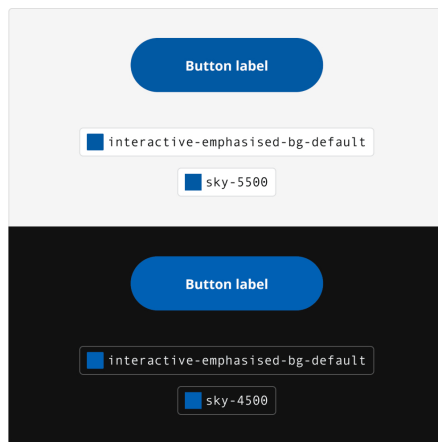 Button label
interactive-emphasised-bg-default
sky-5500
Button label
interactive-emphasised-bg-default
sky-4500